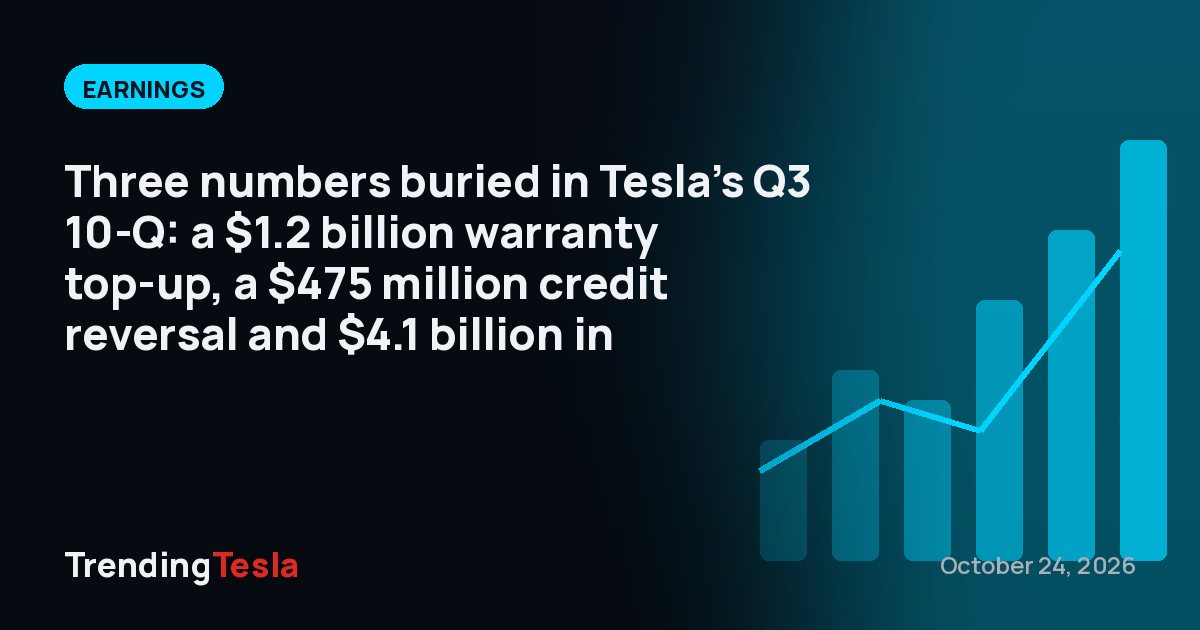 EARNINGS
Three numbers buried in Tesla’s Q3
10-Q: a $1.2 billion warranty
top-up, a $475 million credit
reversal and $4.1 billion in
TrendingTesla
October 24, 2026